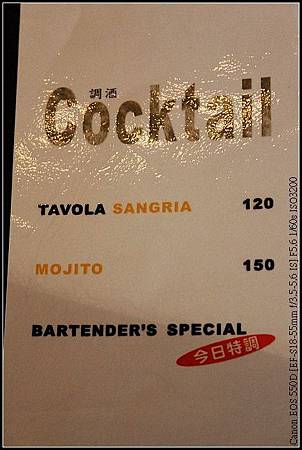 調酒
Cocktail
TAVOLA SANGRIA 120
MOJITO 150
BARTENDER'S SPECIAL
今日特調
Canon EOS 550D [EF-S18-55mm f/3.5-5.6 IS] F5.6 1/60s ISO3200